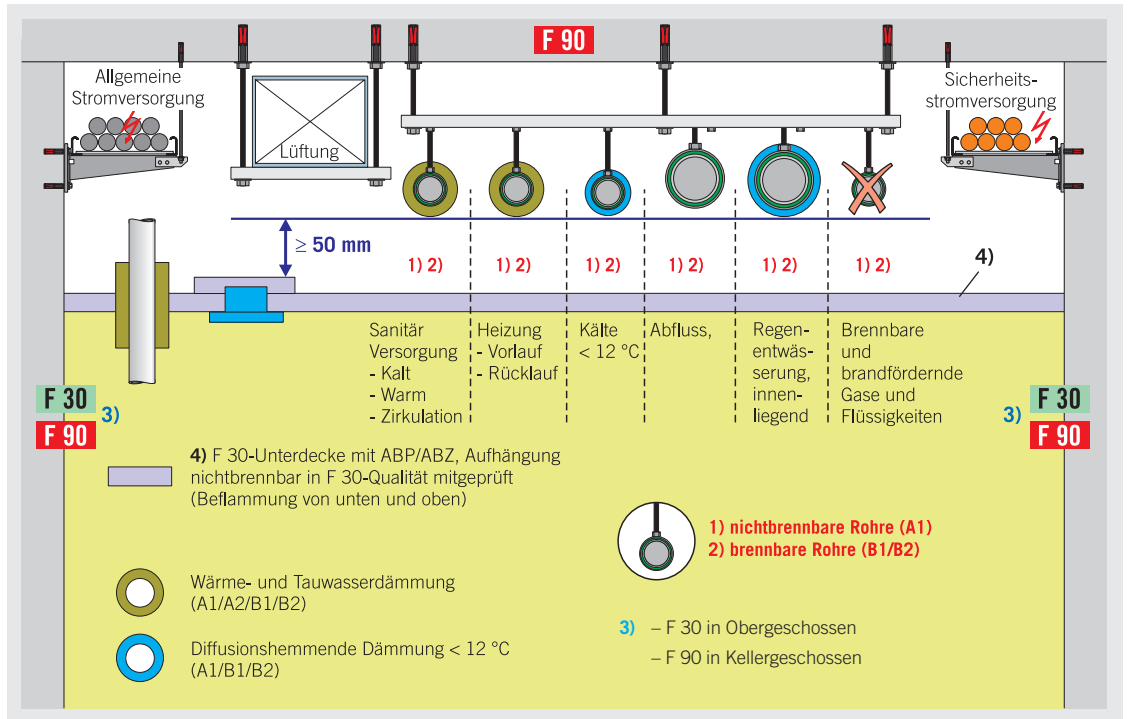 F 90
Allgemeine
Stromversorgung
Lüftung
Sicherheits-
stromversorgung
≥ 50 mm
1) 2)
1) 2)
1) 2)
1) 2)
1) 2)
1) 2)
4)
Sanitär
Versorgung
- Kalt
- Warm
- Zirkulation
Heizung
- Vorlauf
- Rücklauf
Kälte
< 12 °C
Abfluss,
Regen-
entwäs-
serung,
innen-
liegend
Brennbare
und
brandfördernde
Gase und
Flüssigkeiten
F 30
3)
F 90
3)
F 30
F 90
4) F 30-Unterdecke mit ABP/ABZ, Aufhängung
nichtbrennbar in F 30-Qualität mitgeprüft
(Beflammung von unten und oben)
1) nichtbrennbare Rohre (A1)
2) brennbare Rohre (B1/B2)
Wärme- und Tauwasserdämmung
(A1/A2/B1/B2)
Diffusionshemmende Dämmung < 12 °C
(A1/B1/B2)
3) – F 30 in Obergeschossen
– F 90 in Kellergeschossen